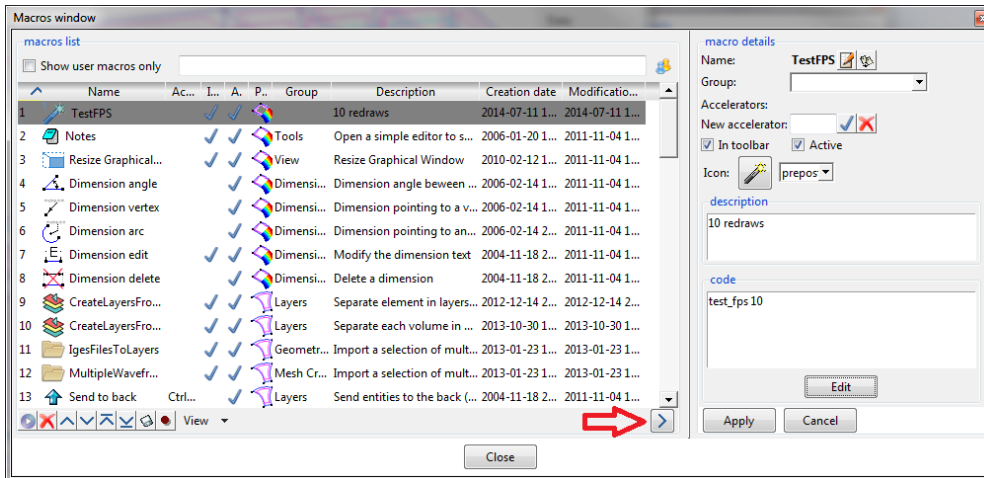 Macros window
macros list
Show user macros only
Name Ac... I... A. P... Group Description Creation date Modificatio...
1 TestFPS 10 redraws 2014-07-11 1... 2014-07-11 1...
2 Notes Tools Open a simple editor to s... 2006-01-20 1... 2011-11-04 1...
3 Resize Graphical... View Resize Graphical Window 2010-02-12 1... 2011-11-04 1...
4 Dimension angle Dimensi... Dimension angle beween ... 2006-02-14 1... 2011-11-04 1...
5 Dimension vertex Dimensi... Dimension pointing to a v... 2006-02-14 1... 2011-11-04 1...
6 Dimension arc Dimensi... Dimension pointing to an... 2006-02-14 2... 2011-11-04 1...
7 Dimension edit Dimensi... Modify the dimension text 2004-11-18 2... 2011-11-04 1...
8 Dimension delete Dimensi... Delete a dimension 2004-11-18 2... 2011-11-04 1...
9 CreateLayersFro... Layers Separate element in layers... 2012-12-14 2... 2012-12-14 2...
10 CreateLayersFro... Layers Separate each volume in ... 2013-10-30 1... 2013-10-30 1...
11 IgesFilesToLayers Geometr... Import a selection of mult... 2013-01-23 1... 2013-01-23 1...
12 MultipleWavefr... Mesh Cr... Import a selection of mult... 2013-01-23 1... 2013-01-23 1...
13 Send to back Ctrl... Layers Send entities to the back (... 2004-11-18 2... 2011-11-04 1...
View
macro details
Name: TestFPS
Group:
Accelerators:
New accelerator:
In toolbar Active
Icon: prepos
description
10 redraws
code
test_fps 10
Edit
Apply Cancel
Close